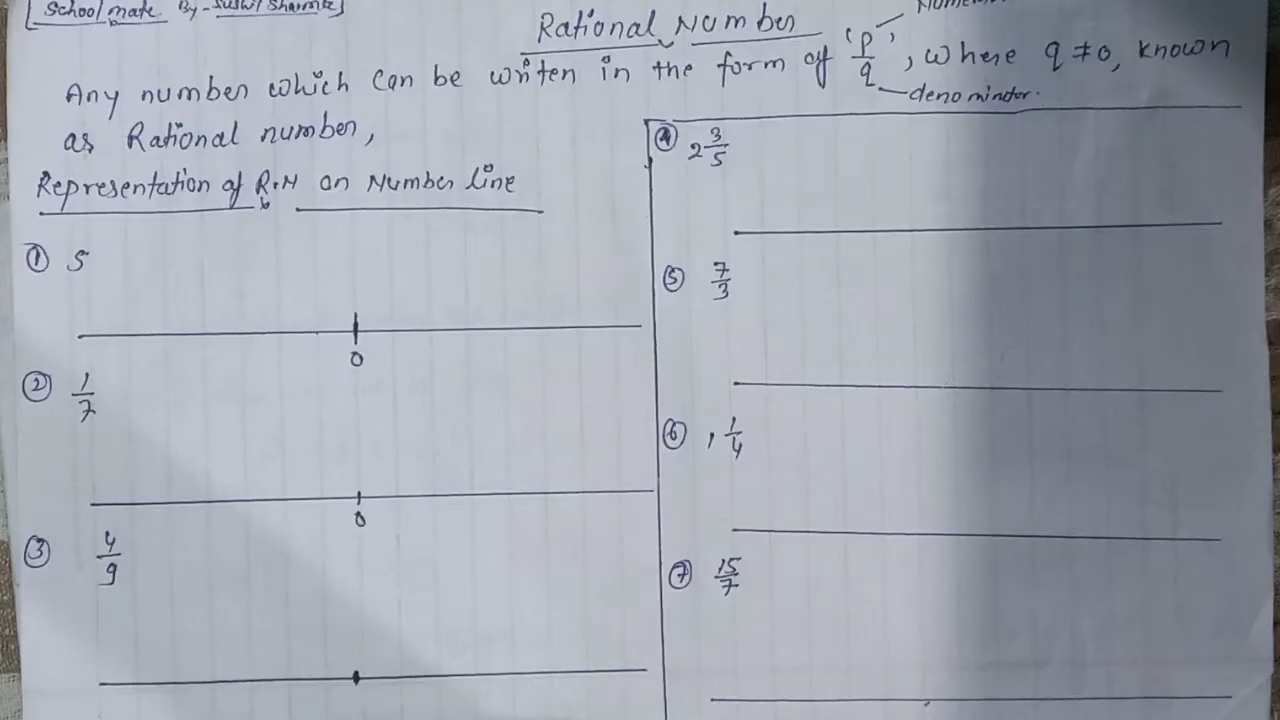 School mate By - Sushil Sharma
Rational Number
Any number which can be writen in the form of 'p/q', where q ≠ 0, known
denominator.
as Rational number,
Representation of R.N on Number line
① 5
0
② 1/7
0
③ 4/9
④ 2 3/5
⑤ 7/3
⑥ , 1/4
⑦ 15/7